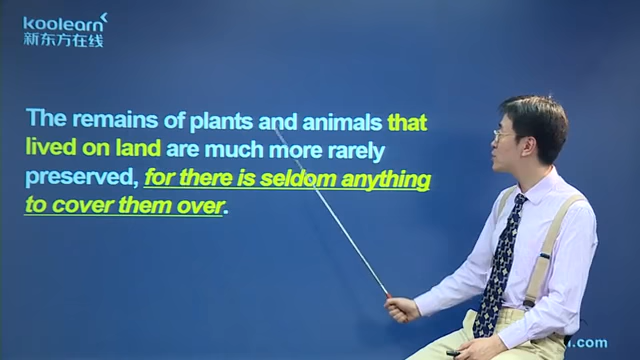 koolearn
新东方在线
The remains of plants and animals that
lived on land are much more rarely
preserved, for there is seldom anything
to cover them over.
.com